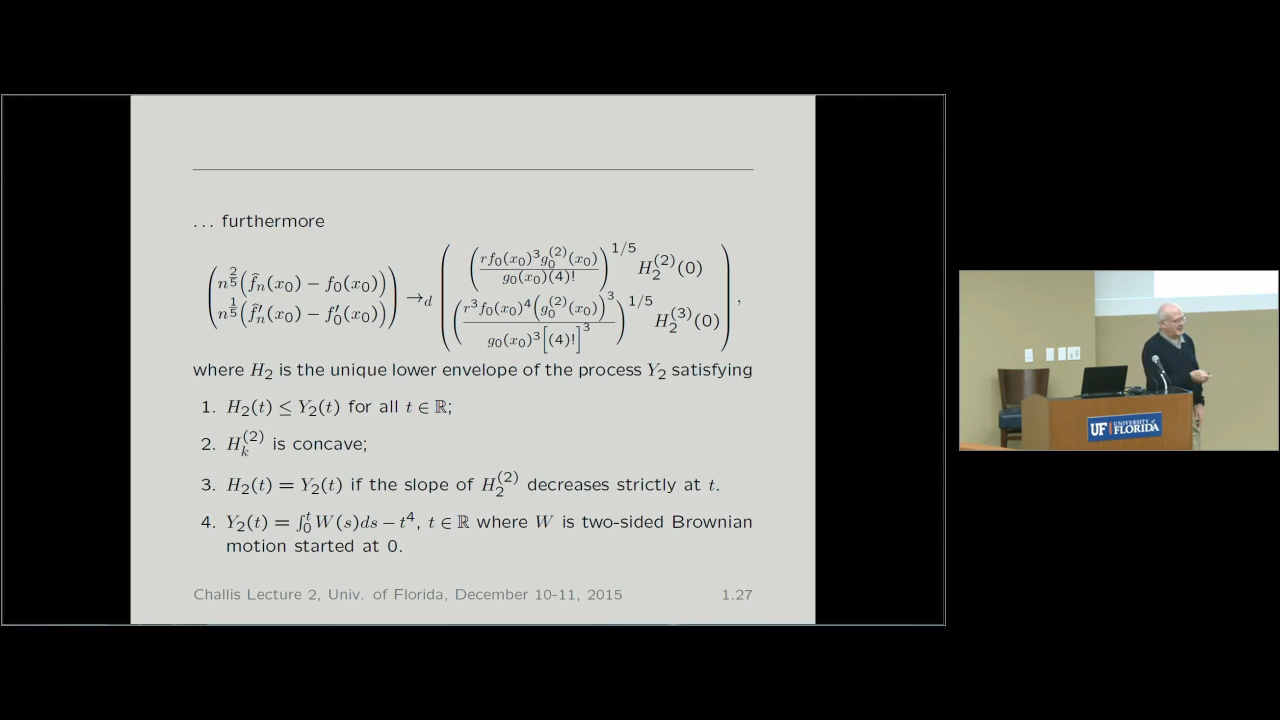 ... furthermore
$\begin{pmatrix} n^{\frac{2}{5}}\left(\hat{f}_n(x_0) - f_0(x_0)\right) \\ n^{\frac{1}{5}}\left(\hat{f}'_n(x_0) - f'_0(x_0)\right) \end{pmatrix} \rightarrow_d \begin{pmatrix} \left(\frac{r f_0(x_0)^3 g_0^{(2)}(x_0)}{g_0(x_0)(4)!}\right)^{1/5} H_2^{(2)}(0) \\ \left(\frac{r^3 f_0(x_0)^4 \left(g_0^{(2)}(x_0)\right)^3}{g_0(x_0)^3 \left[(4)!\right]^3}\right)^{1/5} H_2^{(3)}(0) \end{pmatrix},$
where $H_2$ is the unique lower envelope of the process $Y_2$ satisfying
1. $H_2(t) \leq Y_2(t)$ for all $t \in \mathbb{R}$;
2. $H_k^{(2)}$ is concave;
3. $H_2(t) = Y_2(t)$ if the slope of $H_2^{(2)}$ decreases strictly at $t$.
4. $Y_2(t) = \int_0^t W(s)ds - t^4$, $t \in \mathbb{R}$ where $W$ is two-sided Brownian
motion started at 0.
Challis Lecture 2, Univ. of Florida, December 10-11, 2015 1.27
UF UNIVERSITY of
FLORIDA